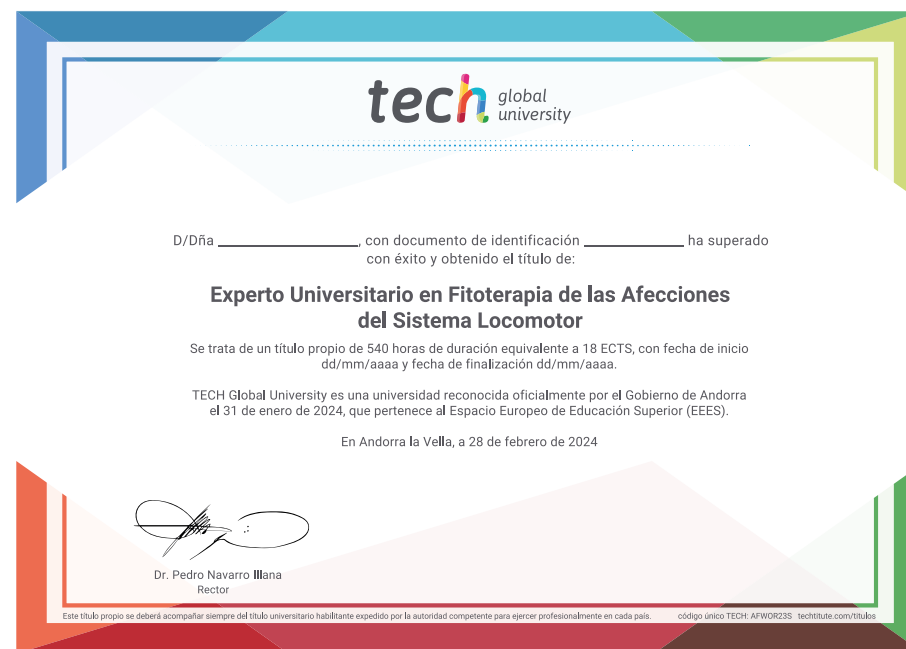 tech global university
D/Dña ____________________, con documento de identificación ______________ ha superado
con éxito y obtenido el título de:
Experto Universitario en Fitoterapia de las Afecciones
del Sistema Locomotor
Se trata de un título propio de 540 horas de duración equivalente a 18 ECTS, con fecha de inicio
dd/mm/aaaa y fecha de finalización dd/mm/aaaa.
TECH Global University es una universidad reconocida oficialmente por el Gobierno de Andorra
el 31 de enero de 2024, que pertenece al Espacio Europeo de Educación Superior (EEES).
En Andorra la Vella, a 28 de febrero de 2024
Dr. Pedro Navarro Illana
Rector
Este título propio se deberá acompañar siempre del título universitario habilitante expedido por la autoridad competente para ejercer profesionalmente en cada país. código único TECH: AFWOR23S techtitute.com/titulos